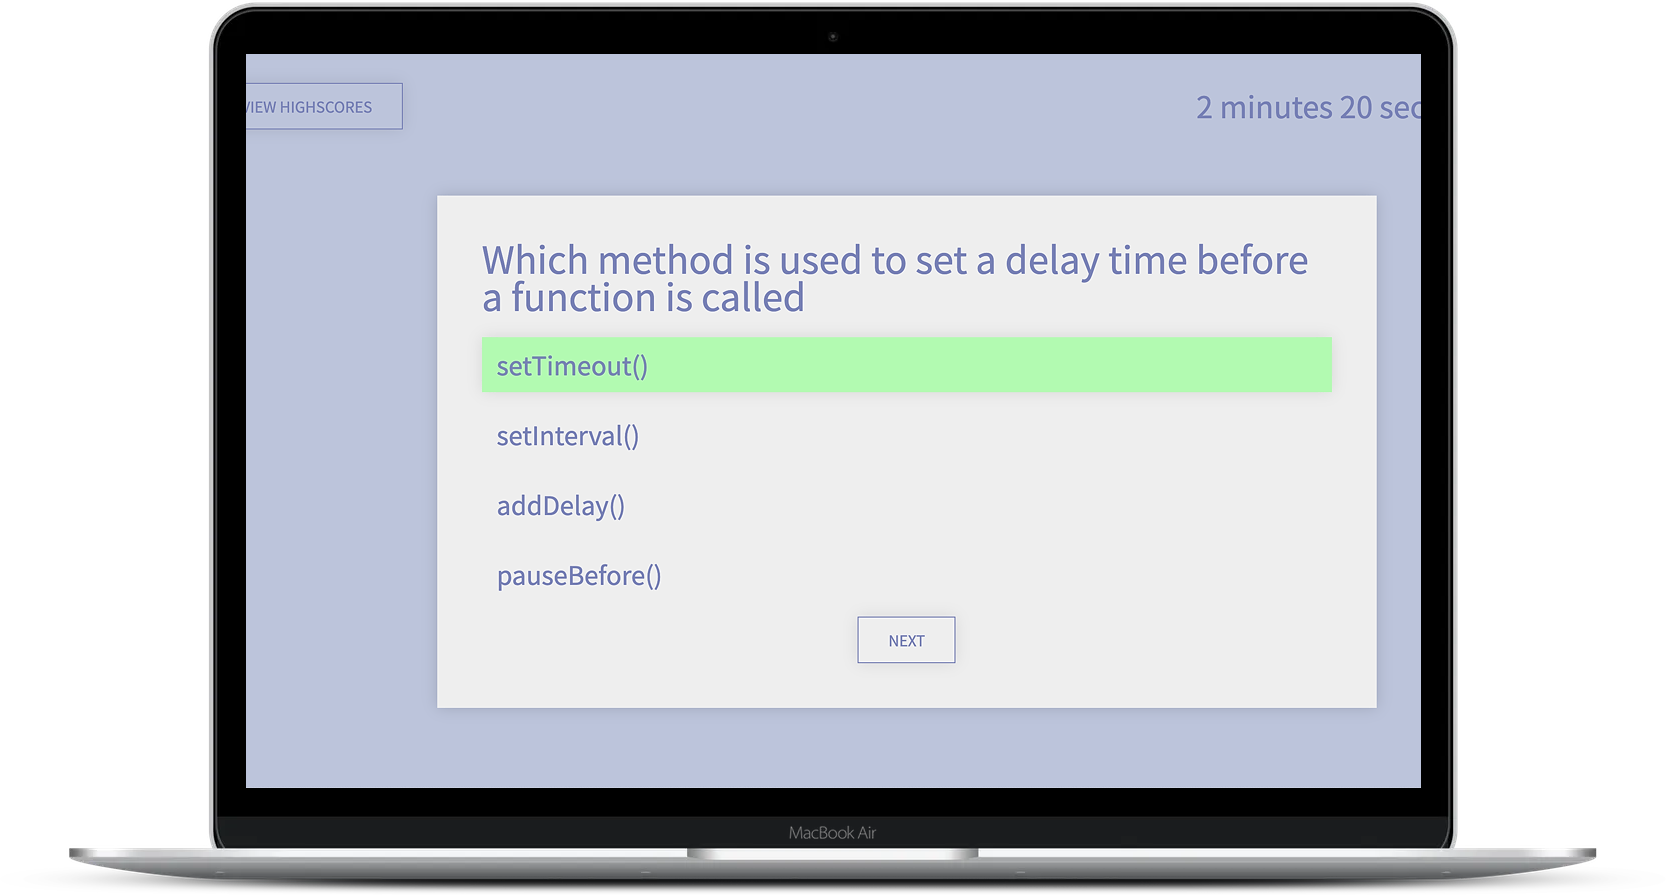 VIEW HIGHSCORES
2 minutes 20 sec
Which method is used to set a delay time before
a function is called
setTimeout()
setInterval()
addDelay()
pauseBefore()
NEXT
MacBook Air